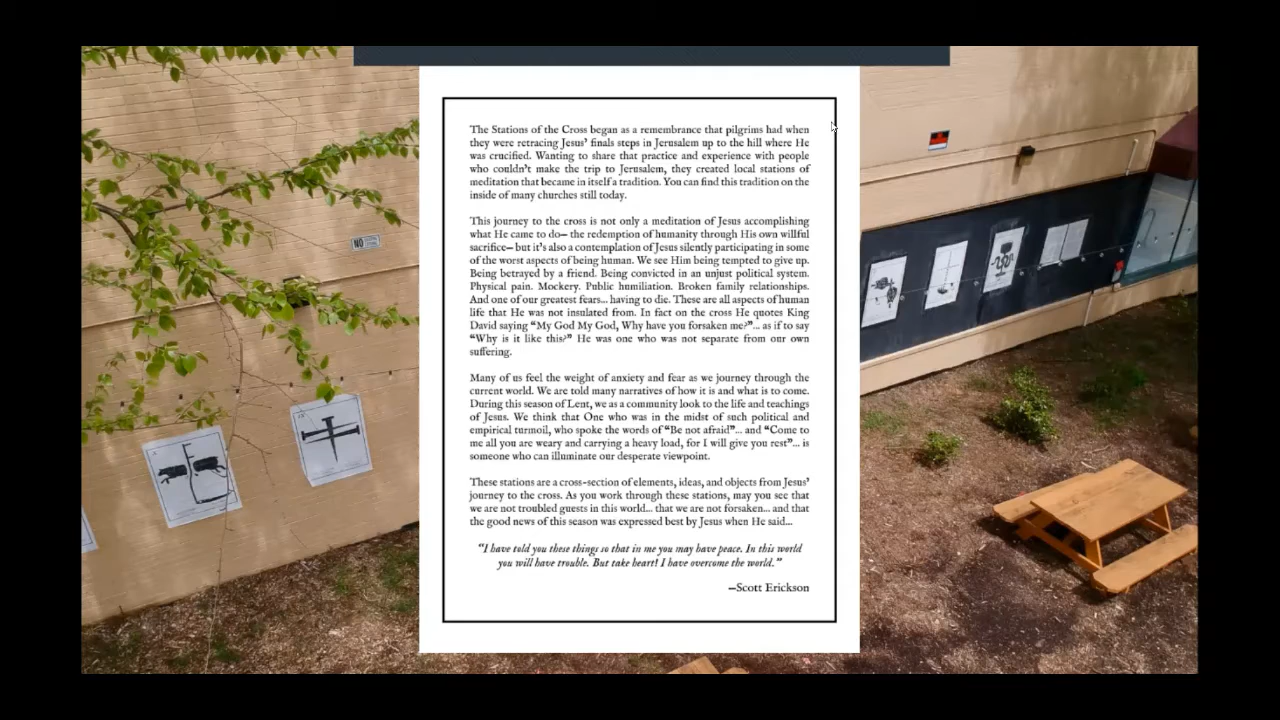 The Stations of the Cross began as a remembrance that pilgrims had when
they were retracing Jesus' finals steps in Jerusalem up to the hill where He
was crucified. Wanting to share that practice and experience with people
who couldn't make the trip to Jerusalem, they created local stations of
meditation that became in itself a tradition. You can find this tradition on the
inside of many churches still today.
This journey to the cross is not only a meditation of Jesus accomplishing
what He came to do— the redemption of humanity through His own willful
sacrifice— but it's also a contemplation of Jesus silently participating in some
of the worst aspects of being human. We see Him being tempted to give up.
Being betrayed by a friend. Being convicted in an unjust political system.
Physical pain. Mockery. Public humiliation. Broken family relationships.
And one of our greatest fears... having to die. These are all aspects of human
life that He was not insulated from. In fact on the cross He quotes King
David saying “My God My God, Why have you forsaken me?”... as if to say
“Why is it like this?” He was one who was not separate from our own
suffering.
Many of us feel the weight of anxiety and fear as we journey through the
current world. We are told many narratives of how it is and what is to come.
During this season of Lent, we as a community look to the life and teachings
of Jesus. We think that One who was in the midst of such political and
empirical turmoil, who spoke the words of “Be not afraid”... and “Come to
me all you are weary and carrying a heavy load, for I will give you rest”... is
someone who can illuminate our desperate viewpoint.
These stations are a cross-section of elements, ideas, and objects from Jesus'
journey to the cross. As you work through these stations, may you see that
we are not troubled guests in this world... that we are not forsaken... and that
the good news of this season was expressed best by Jesus when He said...
“I have told you these things so that in me you may have peace. In this world
you will have trouble. But take heart! I have overcome the world.”
—Scott Erickson
NO